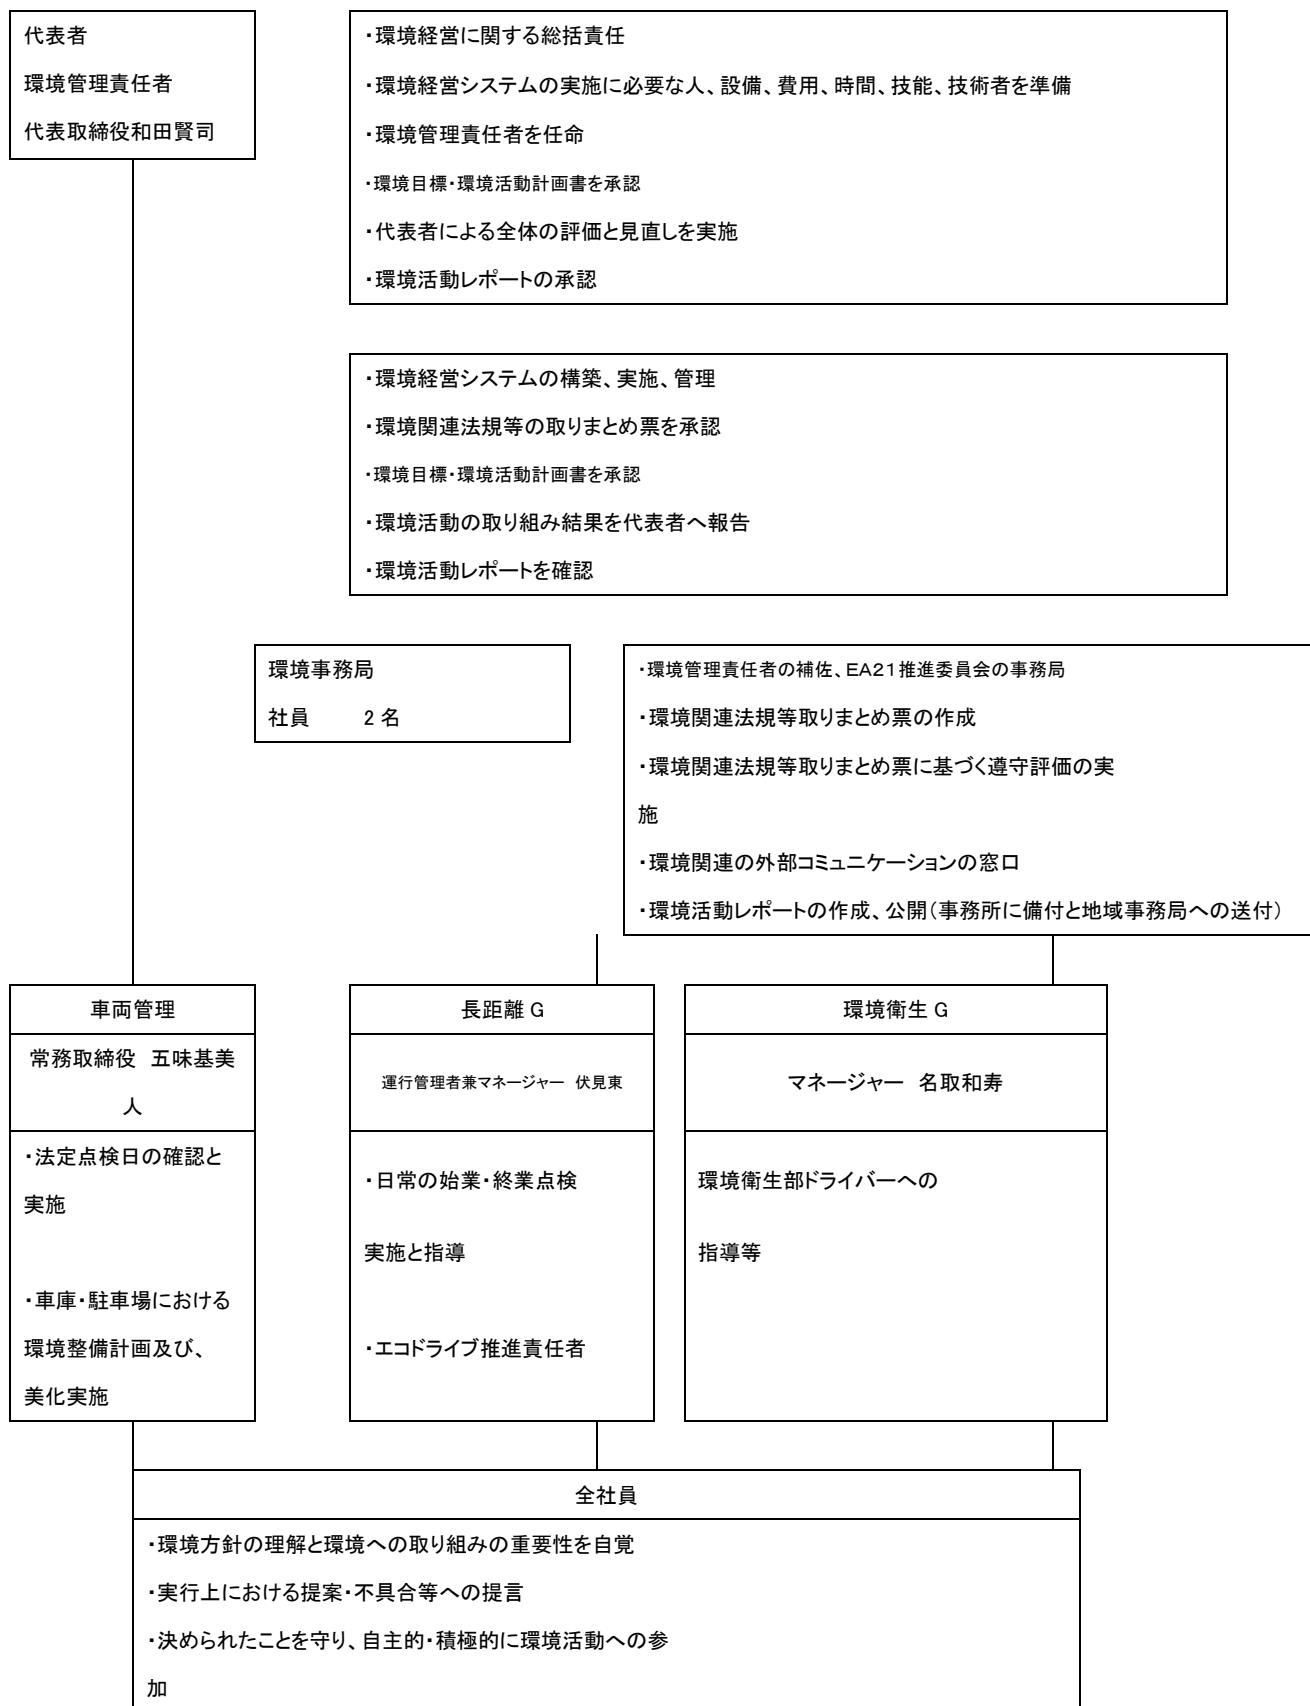 代表者
環境管理責任者
代表取締役和田賢司
・環境経営に関する総括責任
・環境経営システムの実施に必要な人、設備、費用、時間、技能、技術者を準備
・環境管理責任者を任命
・環境目標・環境活動計画書を承認
・代表者による全体の評価と見直しを実施
・環境活動レポートの承認
・環境経営システムの構築、実施、管理
・環境関連法規等の取りまとめ票を承認
・環境目標・環境活動計画書を承認
・環境活動の取り組み結果を代表者へ報告
・環境活動レポートを確認
環境事務局
社員　　2 名
・環境管理責任者の補佐、EA21推進委員会の事務局
・環境関連法規等取りまとめ票の作成
・環境関連法規等取りまとめ票に基づく遵守評価の実
施
・環境関連の外部コミュニケーションの窓口
・環境活動レポートの作成、公開（事務所に備付と地域事務局への送付）
車両管理
常務取締役　五味基美
人
・法定点検日の確認と
実施
・車庫・駐車場における
環境整備計画及び、
美化実施
長距離 G
運行管理者兼マネージャー　伏見東
・日常の始業・終業点検
実施と指導
・エコドライブ推進責任者
環境衛生 G
マネージャー　名取和寿
環境衛生部ドライバーへの
指導等
全社員
・環境方針の理解と環境への取り組みの重要性を自覚
・実行上における提案・不具合等への提言
・決められたことを守り、自主的・積極的に環境活動への参
加